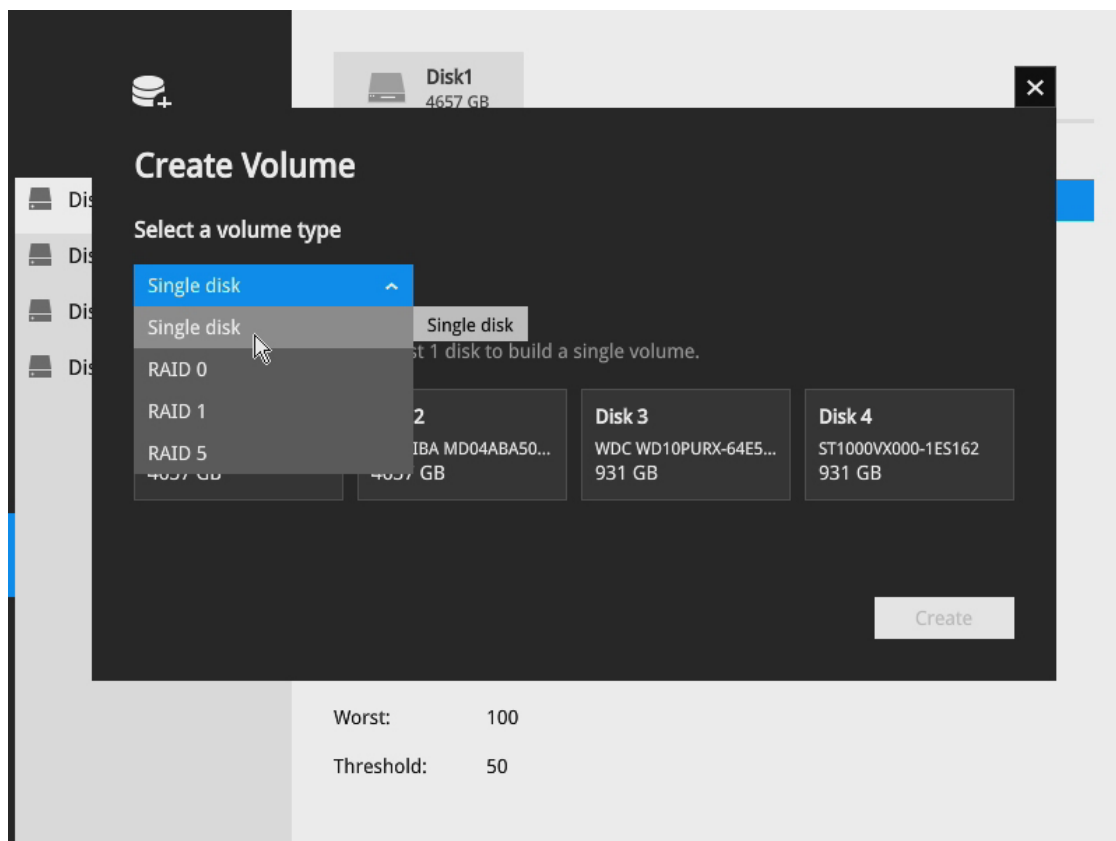 Disk1
4657 GB
Create Volume
Select a volume type
Single disk
Single disk
Single disk
1 disk to build a single volume.
RAID 0
RAID 1
RAID 5
2
MD04ABA50...
GB
Disk 3
WDC WD10PURX-64E5...
931 GB
Disk 4
ST1000VX000-1ES162
931 GB
Create
Worst: 100
Threshold: 50